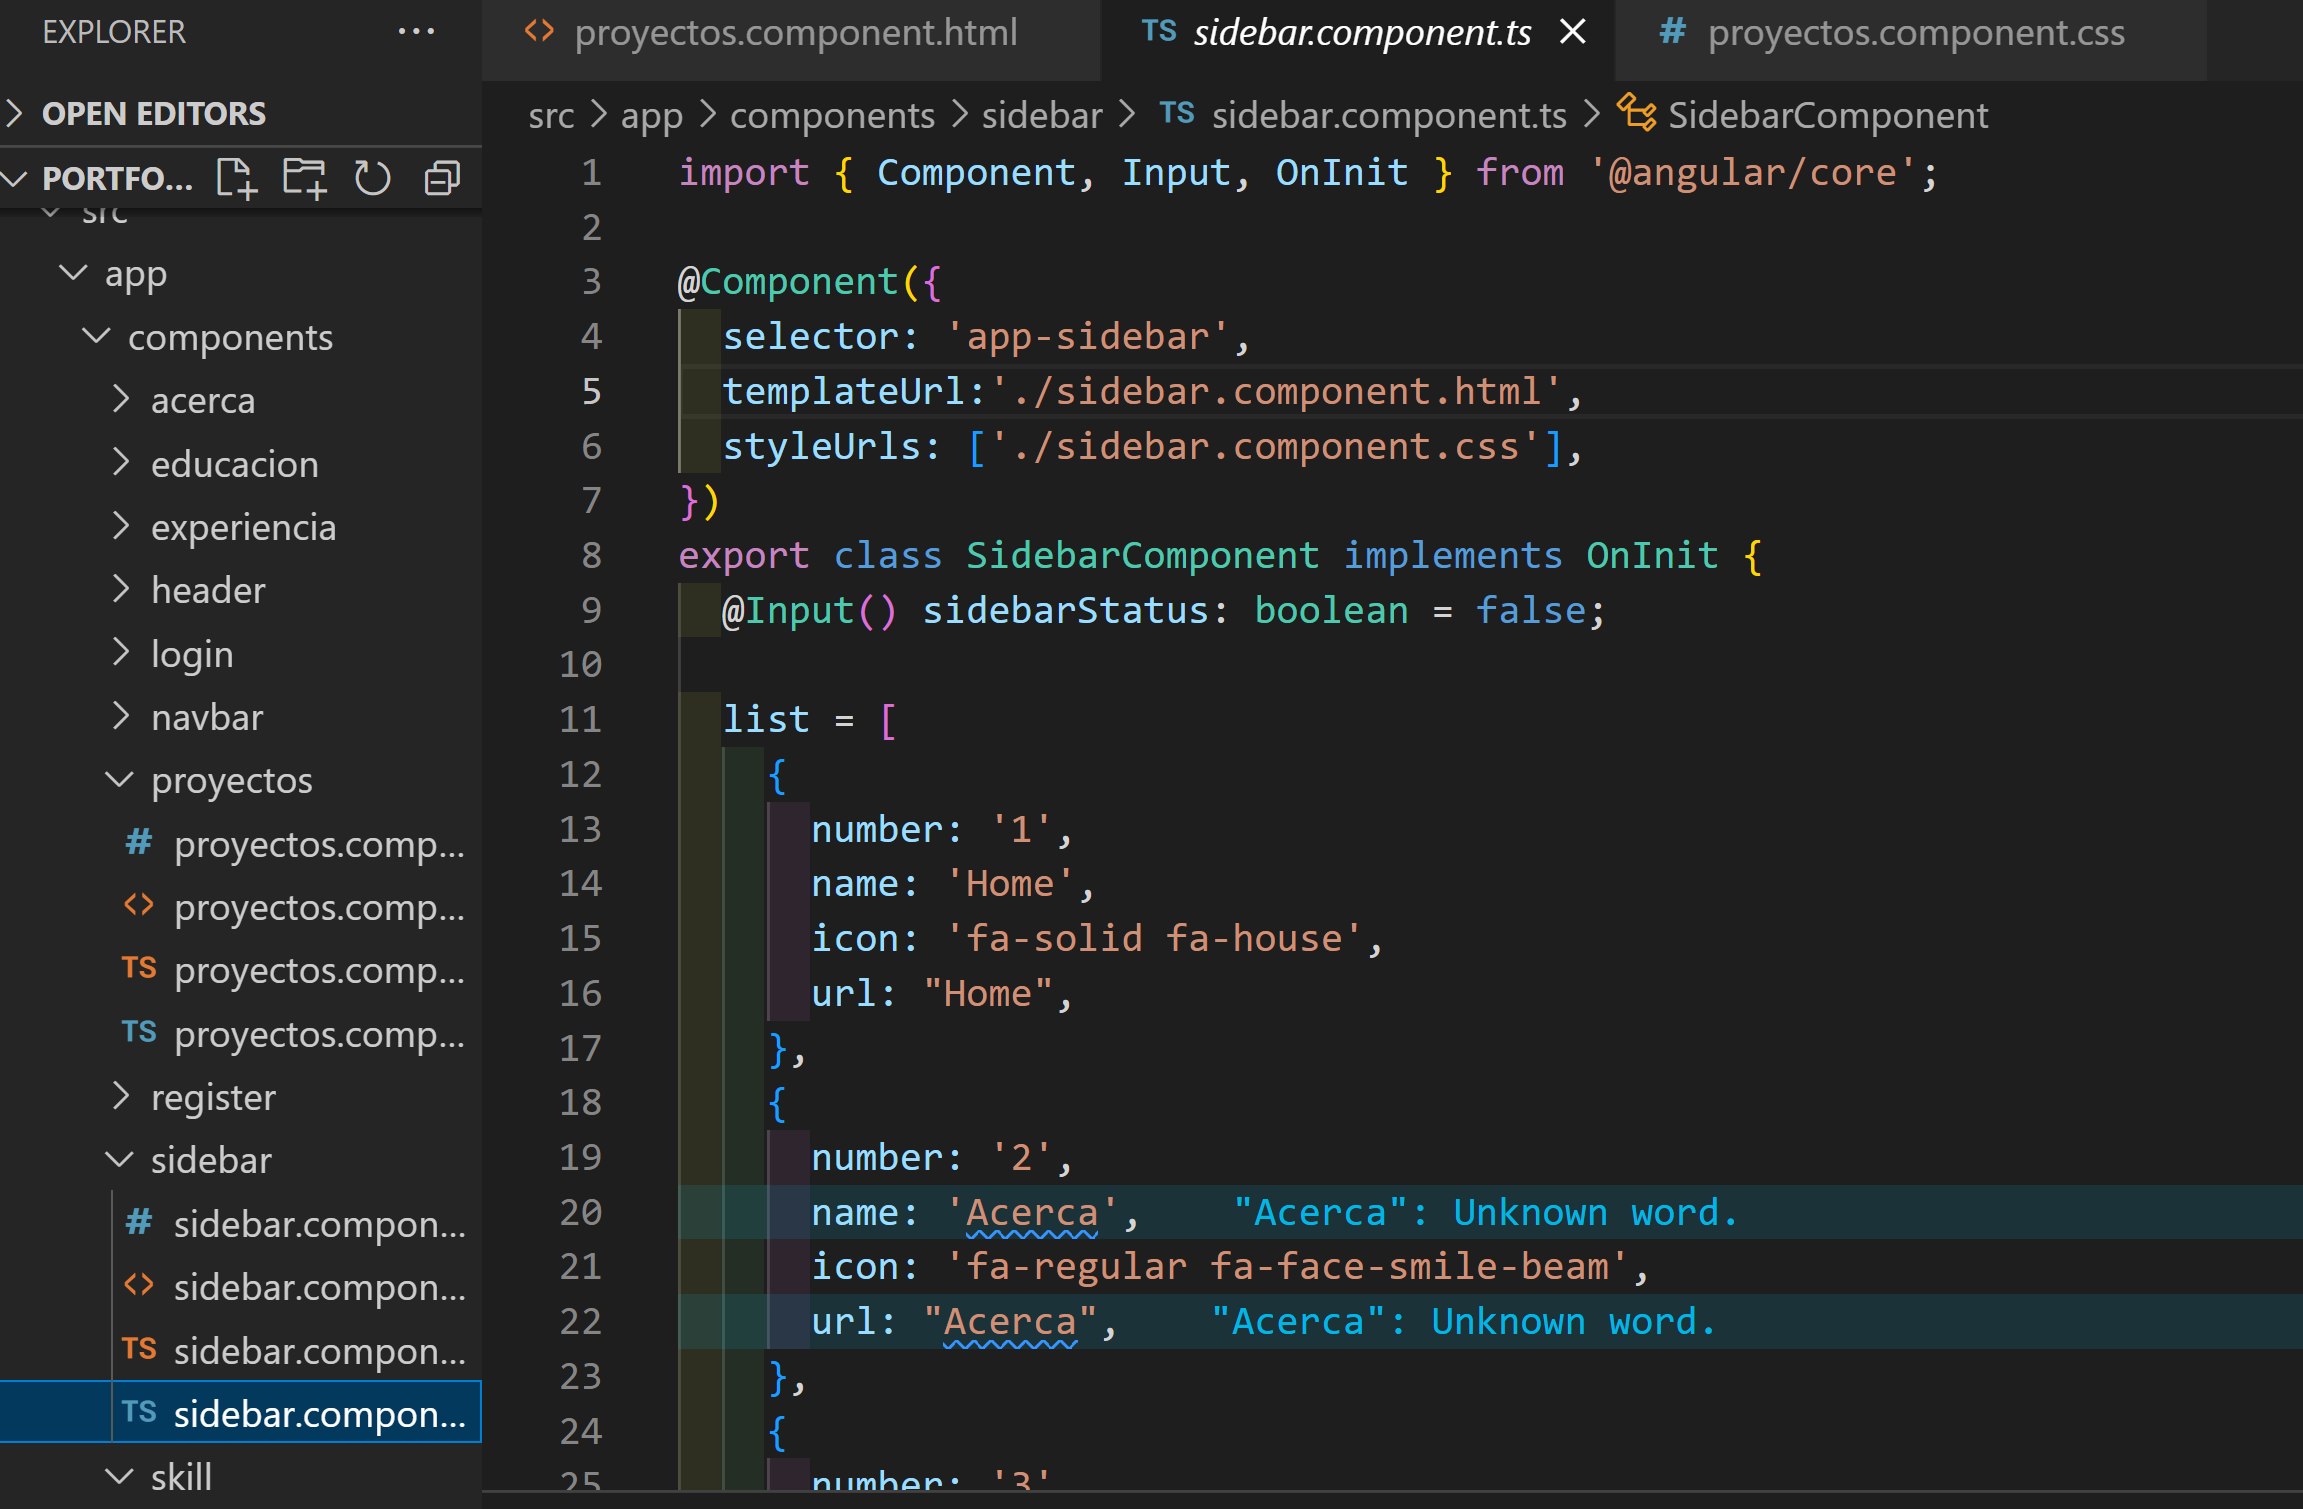 EXPLORER
OPEN EDITORS
PORTFO...
src
app
components
acerca
educacion
experiencia
header
login
navbar
proyectos
# proyectos.comp...
<> proyectos.comp...
TS proyectos.comp...
TS proyectos.comp...
register
sidebar
# sidebar.compon...
<> sidebar.compon...
TS sidebar.compon...
TS sidebar.compon...
skill
<> proyectos.component.html
TS sidebar.component.ts
# proyectos.component.css
src > app > components > sidebar > TS sidebar.component.ts > SidebarComponent
1 import { Component, Input, OnInit } from '@angular/core';
2
3 @Component({
4 selector: 'app-sidebar',
5 templateUrl:'./sidebar.component.html',
6 styleUrls: ['./sidebar.component.css'],
7 })
8 export class SidebarComponent implements OnInit {
9 @Input() sidebarStatus: boolean = false;
10
11 list = [
12 {
13 number: '1',
14 name: 'Home',
15 icon: 'fa-solid fa-house',
16 url: "Home",
17 },
18 {
19 number: '2',
20 name: 'Acerca', "Acerca": Unknown word.
21 icon: 'fa-regular fa-face-smile-beam',
22 url: "Acerca", "Acerca": Unknown word.
23 },
24 {
25 number: '3'